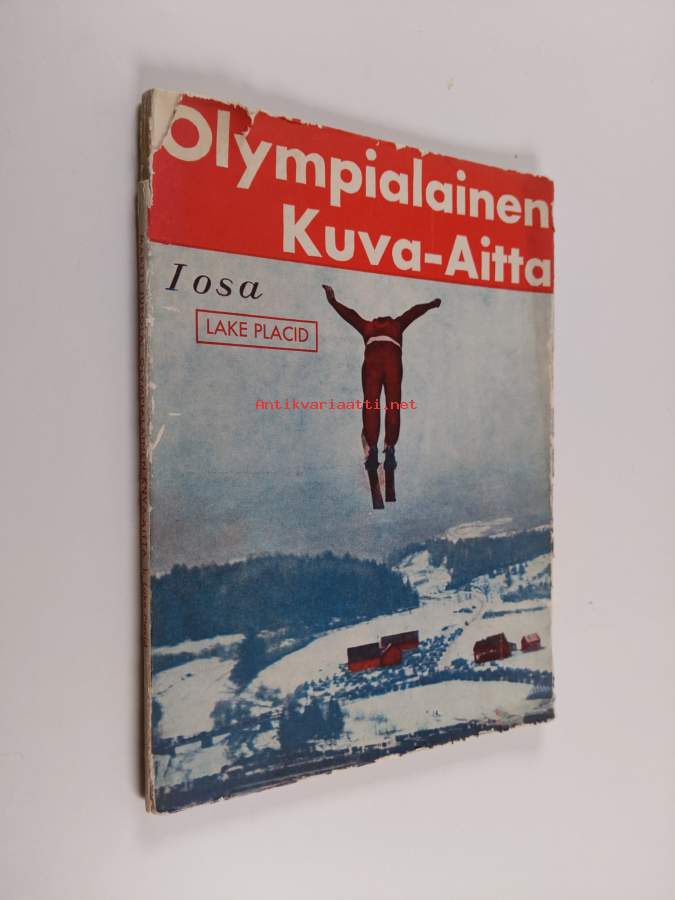 Olympialainen
Kuva-Aitta
I osa
LAKE PLACID
Antikvariaatti.net